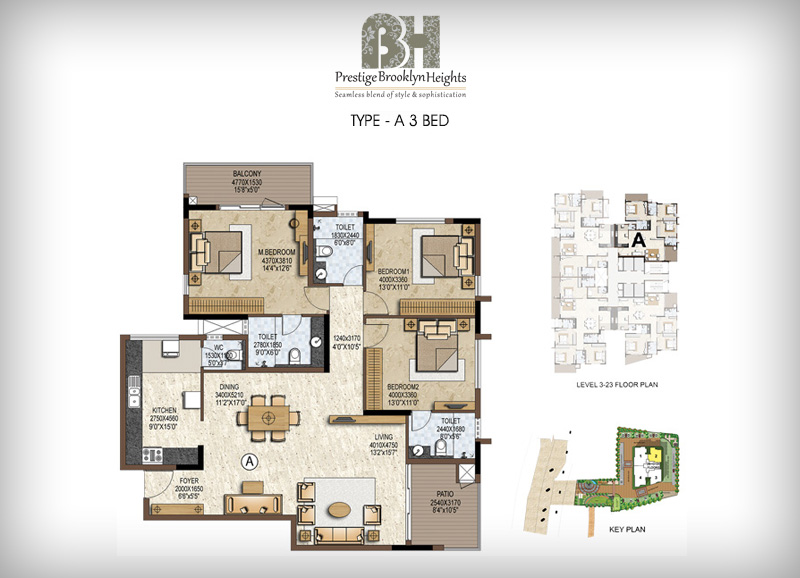 BH
Prestige Brooklyn Heights
Seamless blend of style & sophistication
TYPE - A 3 BED
BALCONY
4770X1530
15'8"x5'0"
M.BEDROOM
4370X3810
14'4"x12'6"
TOILET
1830X2440
6'0"x8'0"
BEDROOM1
4000X3360
13'0"X11'0"
TOILET
2780X1850
9'0"X6'0"
1240x3170
4'0"X10'5"
WC
1530X1100
BEDROOM2
4000X3360
13'0"X11'0"
KITCHEN
2750X4560
9'0"X15'0"
DINING
3400X5210
11'2"X17'0"
LIVING
4010X4750
13'2"x15'7"
TOILET
2440X1680
8'0"x5'6"
A
FOYER
2000X1650
6'8"x5'5"
PATIO
2540X3170
8'4"x10'5"
A
LEVEL 3-23 FLOOR PLAN
KEY PLAN